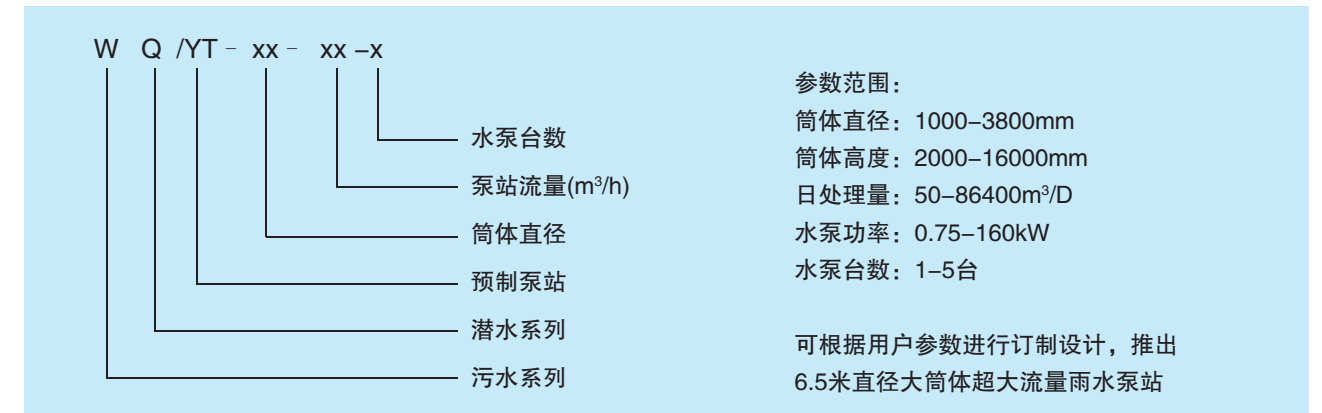 W Q /YT – xx – xx –x
水泵台数
泵站流量(m³/h)
筒体直径
预制泵站
潜水系列
污水系列
参数范围：
筒体直径：1000–3800mm
筒体高度：2000–16000mm
日处理量：50–86400m³/D
水泵功率：0.75–160kW
水泵台数：1–5台
可根据用户参数进行订制设计，推出
6.5米直径大筒体超大流量雨水泵站